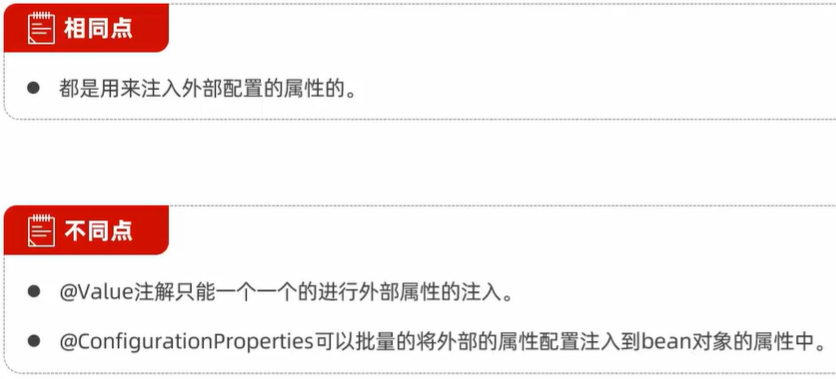 相同点
● 都是用来注入外部配置的属性的。
不同点
● @Value注解只能一个一个的进行外部属性的注入。
● @ConfigurationProperties可以批量的将外部的属性配置注入到bean对象的属性中。